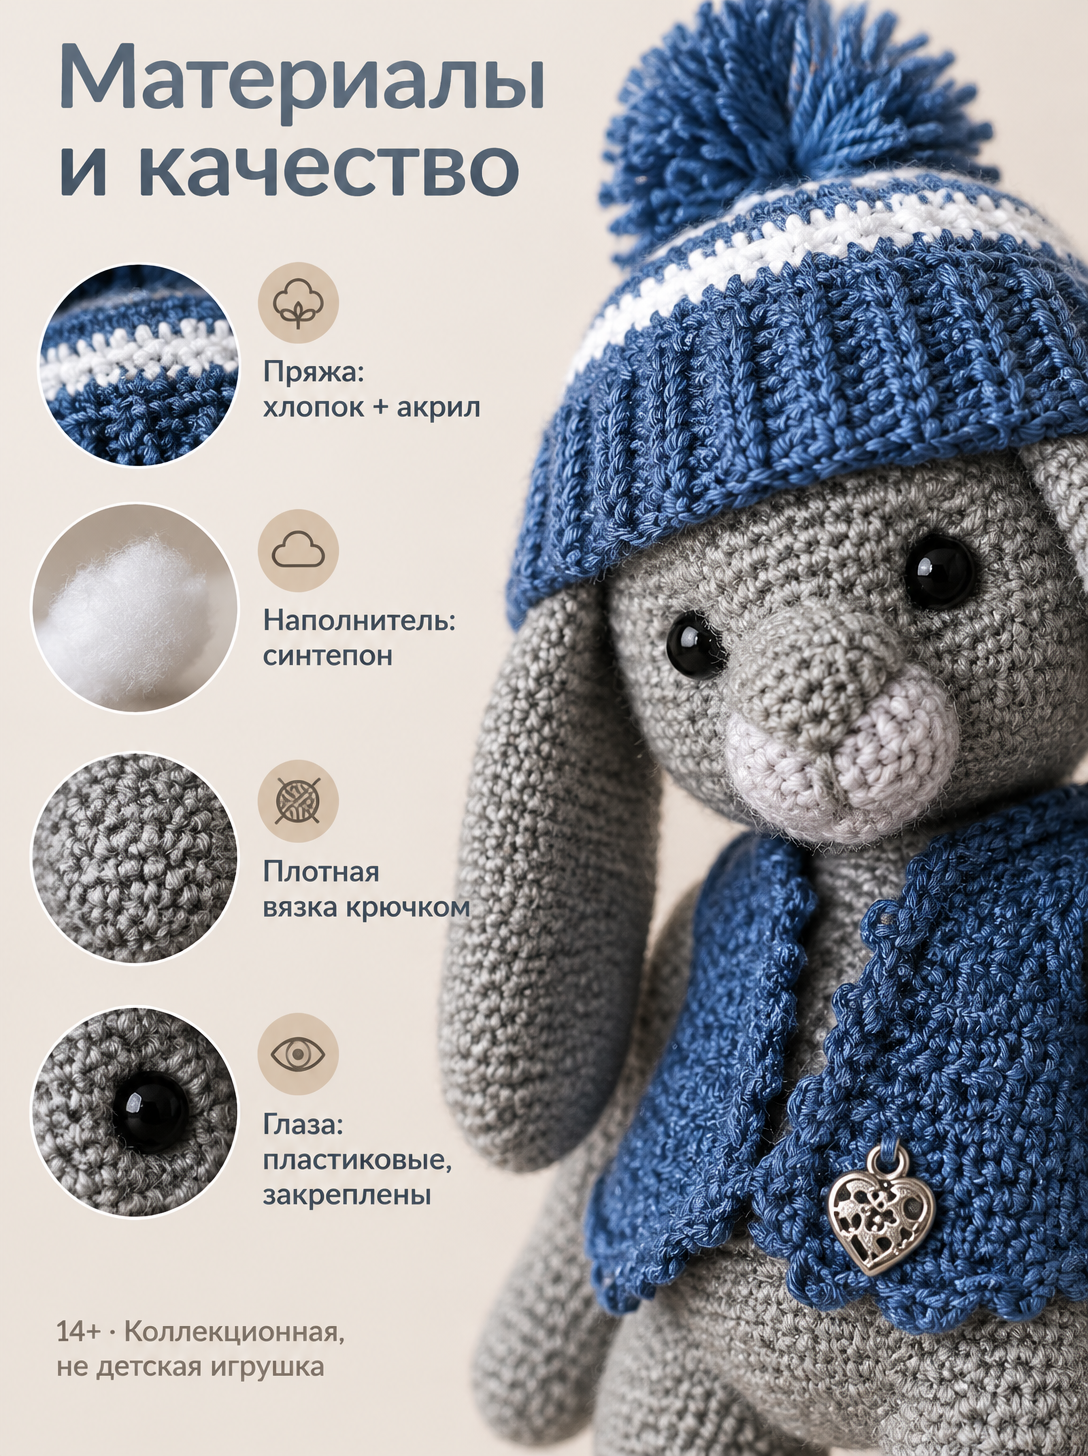 Материалы
и качество
Пряжа:
хлопок + акрил
Наполнитель:
синтепон
Плотная
вязка крючком
Глаза:
пластиковые,
закреплены
14+ · Коллекционная,
не детская игрушка